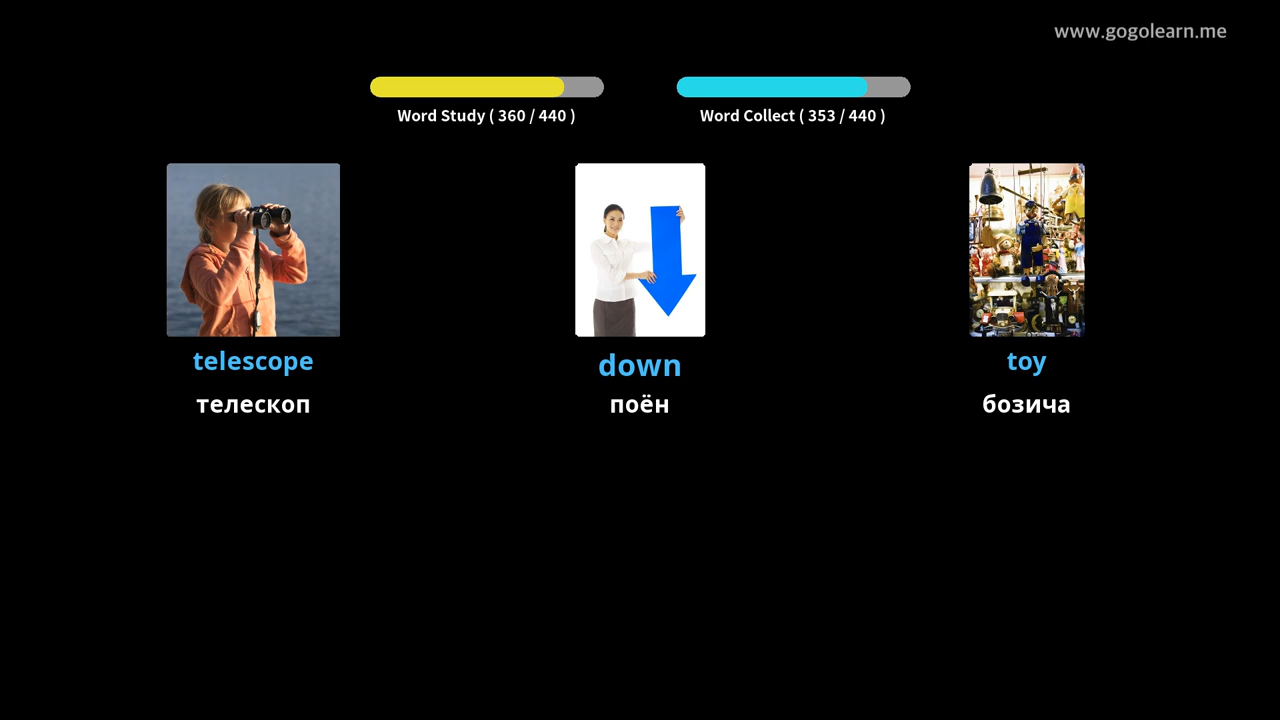 www.gogolearn.me
Word Study ( 360 / 440 )
Word Collect ( 353 / 440 )
telescope
down
toy
телескоп
поён
бозича